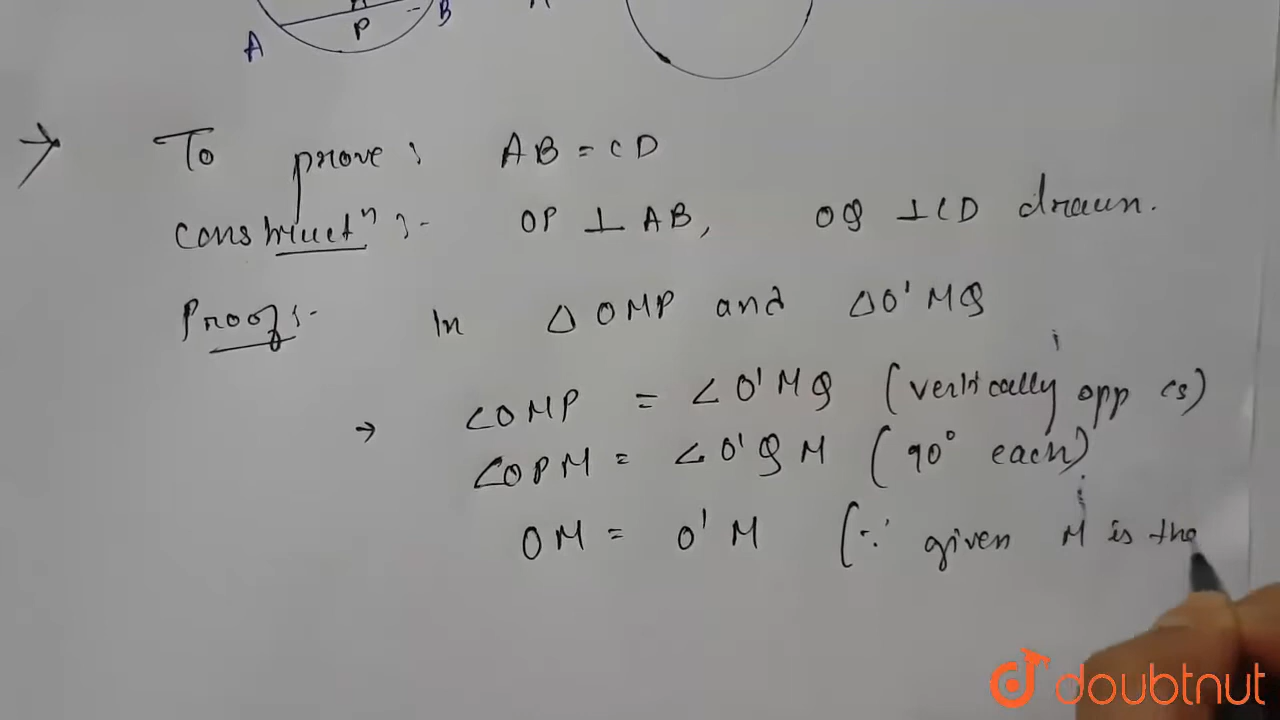 A P B
To prove : AB = CD
constructⁿ :- OP ⊥ AB, OQ ⊥ CD drawn.
Proof :- In △ OMP and △ O'MQ
→ ∠OMP = ∠O'MQ (vertically opp ∠s)
∠OPM = ∠O'QM (90° each)
OM = O'M (∵ given M is the
doubtnut